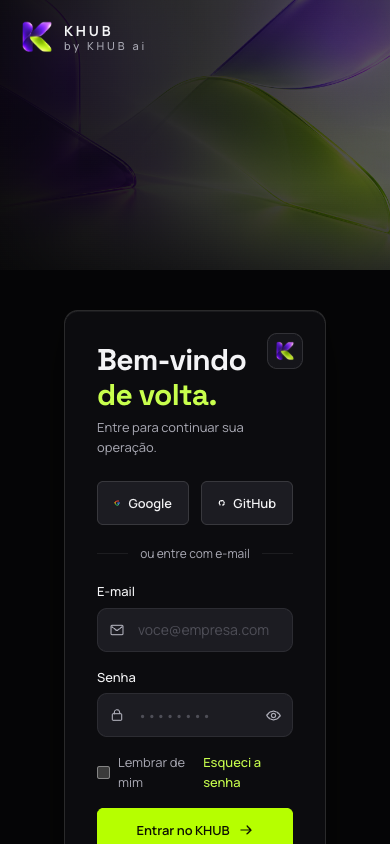 KHUB
by KHUB ai
Bem-vindo
de volta.
Entre para continuar sua
operação.
Google
GitHub
ou entre com e-mail
E-mail
voce@empresa.com
Senha
Lembrar de
mim
Esqueci a
senha
Entrar no KHUB